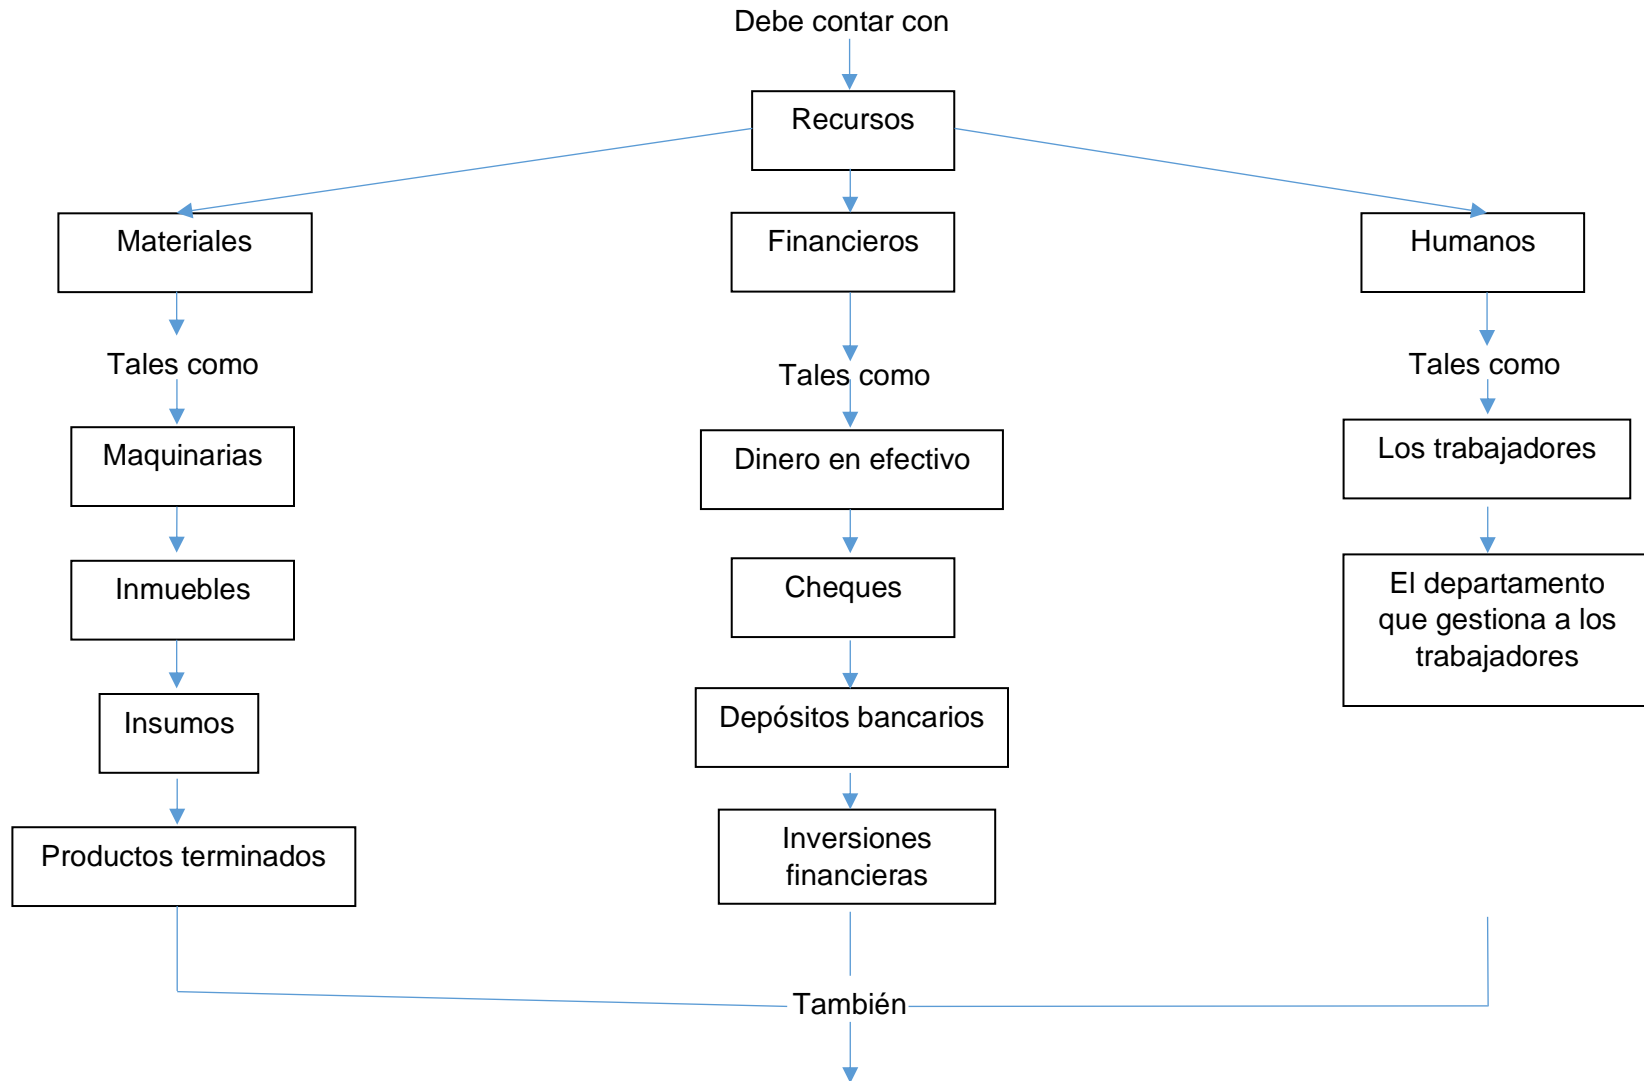 Debe contar con
Recursos
Materiales
Financieros
Humanos
Tales como
Tales como
Tales como
Maquinarias
Dinero en efectivo
Los trabajadores
Inmuebles
Cheques
El departamento
que gestiona a los
trabajadores
Insumos
Depósitos bancarios
Productos terminados
Inversiones
financieras
También